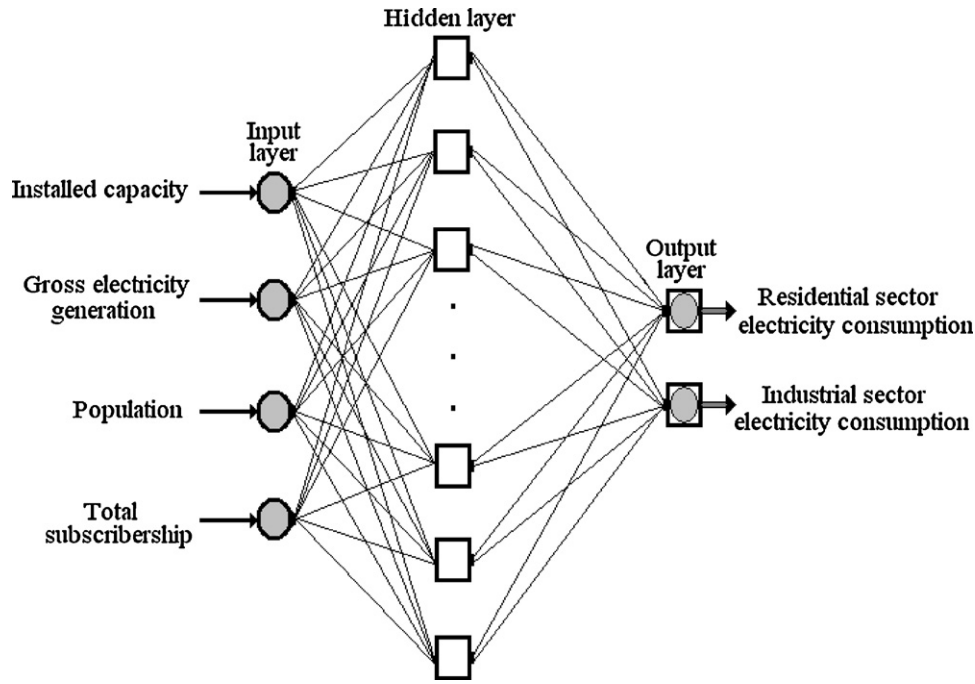 Hidden layer
Input
layer
Installed capacity
Gross electricity
generation
Population
Total
subscribership
Output
layer
Residential sector
electricity consumption
Industrial sector
electricity consumption